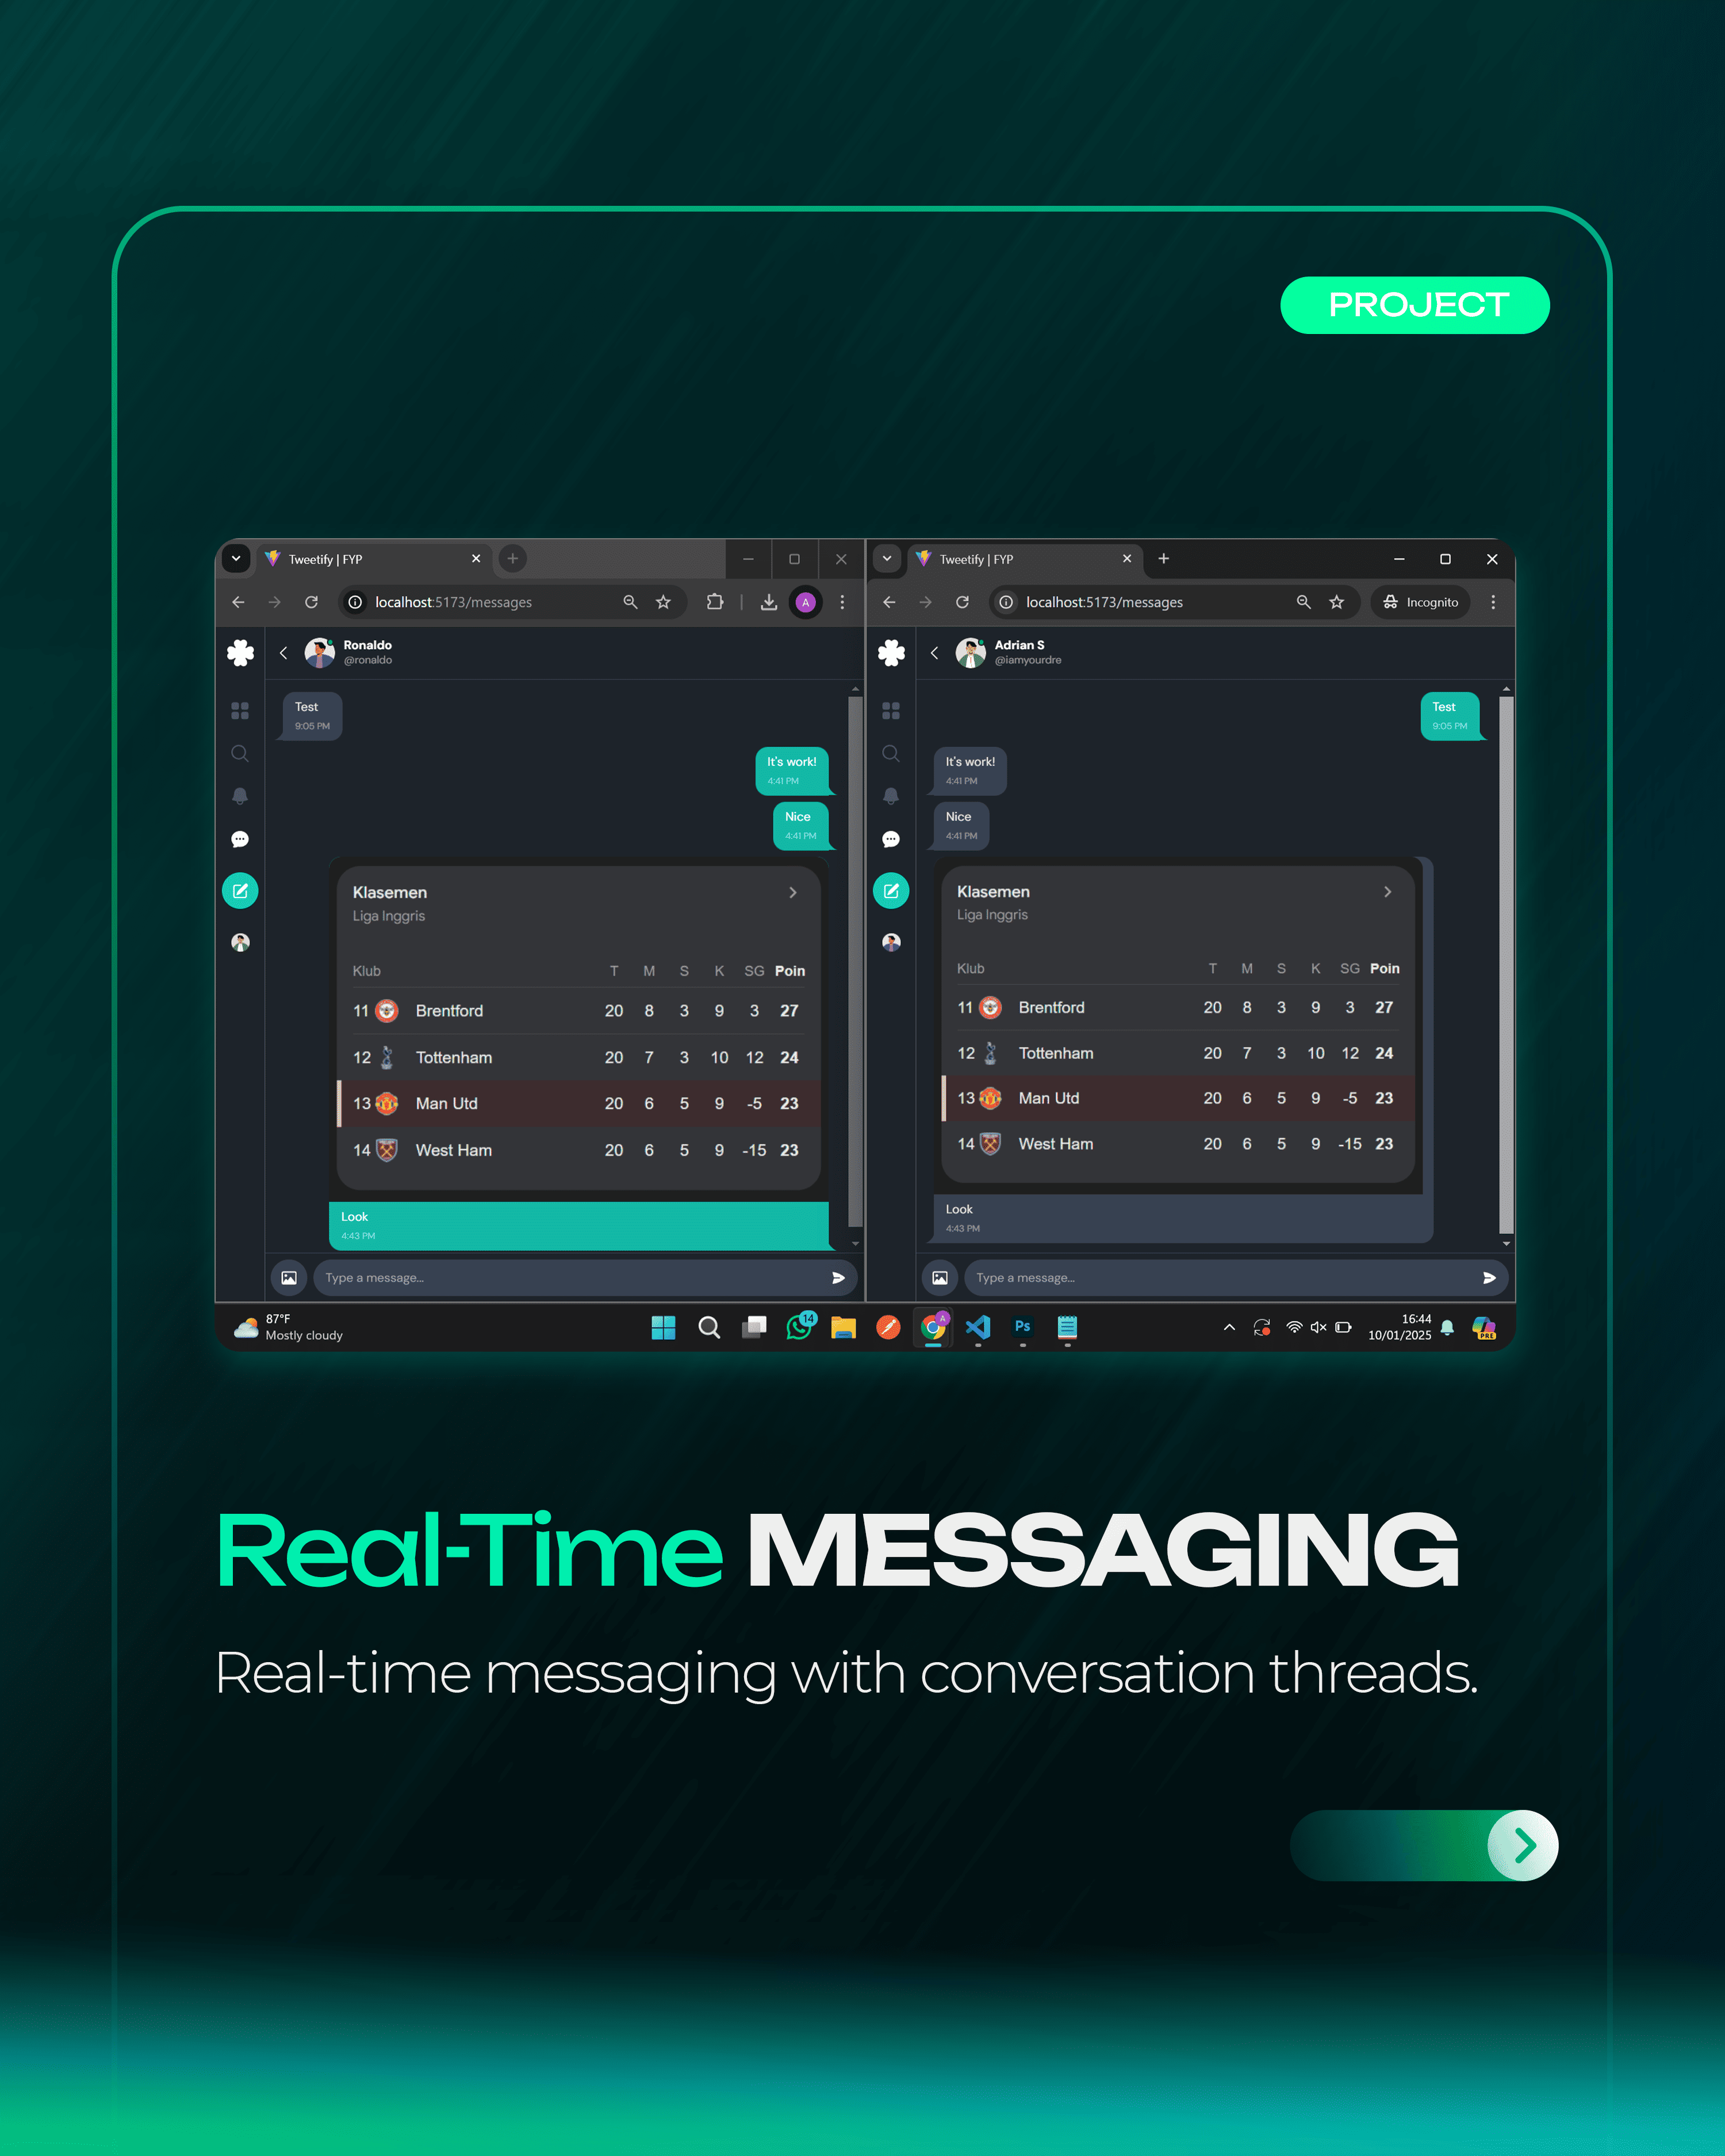 PROJECT
Tweetify | FYP
localhost:5173/messages
A
Ronaldo
@ronaldo
Test
9:05 PM
It's work!
4:41 PM
Nice
4:41 PM
Klasemen
Liga Inggris
Klub T M S K SG Poin
11 Brentford 20 8 3 9 3 27
12 Tottenham 20 7 3 10 12 24
13 Man Utd 20 6 5 9 -5 23
14 West Ham 20 6 5 9 -15 23
Look
4:43 PM
Type a message...
Tweetify | FYP
localhost:5173/messages
Incognito
Adrian S
@iamyourdre
Test
9:05 PM
It's work!
4:41 PM
Nice
4:41 PM
Klasemen
Liga Inggris
Klub T M S K SG Poin
11 Brentford 20 8 3 9 3 27
12 Tottenham 20 7 3 10 12 24
13 Man Utd 20 6 5 9 -5 23
14 West Ham 20 6 5 9 -15 23
Look
4:43 PM
Type a message...
87°F
Mostly cloudy
14
A
Ps
16:44
10/01/2025
PRE
Real-Time MESSAGING
Real-time messaging with conversation threads.